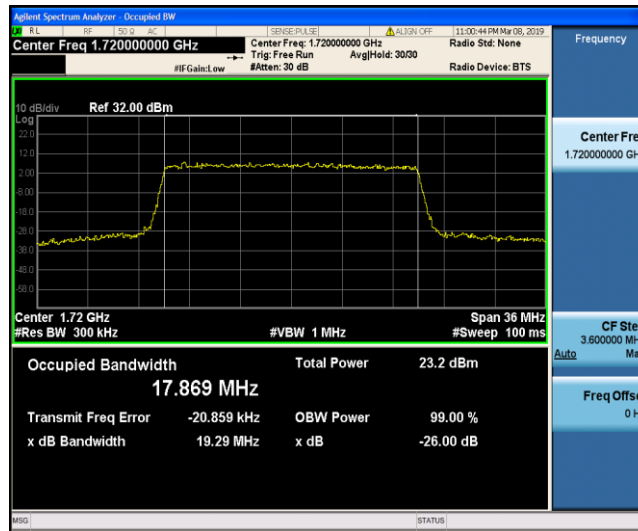 Agilent Spectrum Analyzer - Occupied BW
RL RF 50 Ω AC SENSE:PULSE ALIGN OFF 11:00:44 PM Mar 08, 2019
Center Freq 1.720000000 GHz
Center Freq: 1.720000000 GHz
Radio Std: None
Trig: Free Run Avg|Hold: 30/30
#IFGain:Low #Atten: 30 dB Radio Device: BTS
10 dB/div Ref 32.00 dBm
Log
22.0
12.0
2.00
-8.00
-18.0
-28.0
-38.0
-48.0
-58.0
Center 1.72 GHz Span 36 MHz
#Res BW 300 kHz #VBW 1 MHz #Sweep 100 ms
Occupied Bandwidth Total Power 23.2 dBm
17.869 MHz
Transmit Freq Error -20.859 kHz OBW Power 99.00 %
x dB Bandwidth 19.29 MHz x dB -26.00 dB
Frequency
Center Fre
1.720000000 GH
CF Ste
3.600000 MH
Auto Ma
Freq Offse
0 H
MSG STATUS